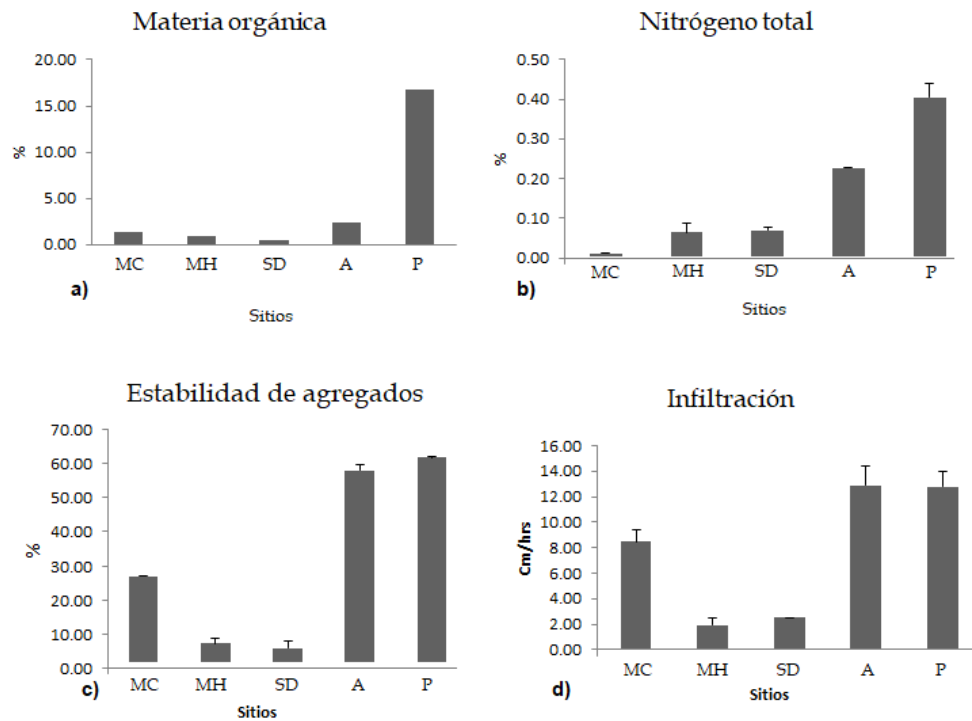 Materia orgánica
20.00
15.00
10.00
5.00
0.00
%
MC MH SD A P
a)
Sitios
Nitrógeno total
0.50
0.40
0.30
0.20
0.10
0.00
%
MC MH SD A P
b)
Sitios
Estabilidad de agregados
70.00
60.00
50.00
40.00
30.00
20.00
10.00
0.00
%
MC MH SD A P
c)
Sitios
Infiltración
16.00
14.00
12.00
10.00
8.00
6.00
4.00
2.00
0.00
Cm/hrs
MC MH SD A P
d)
Sitios